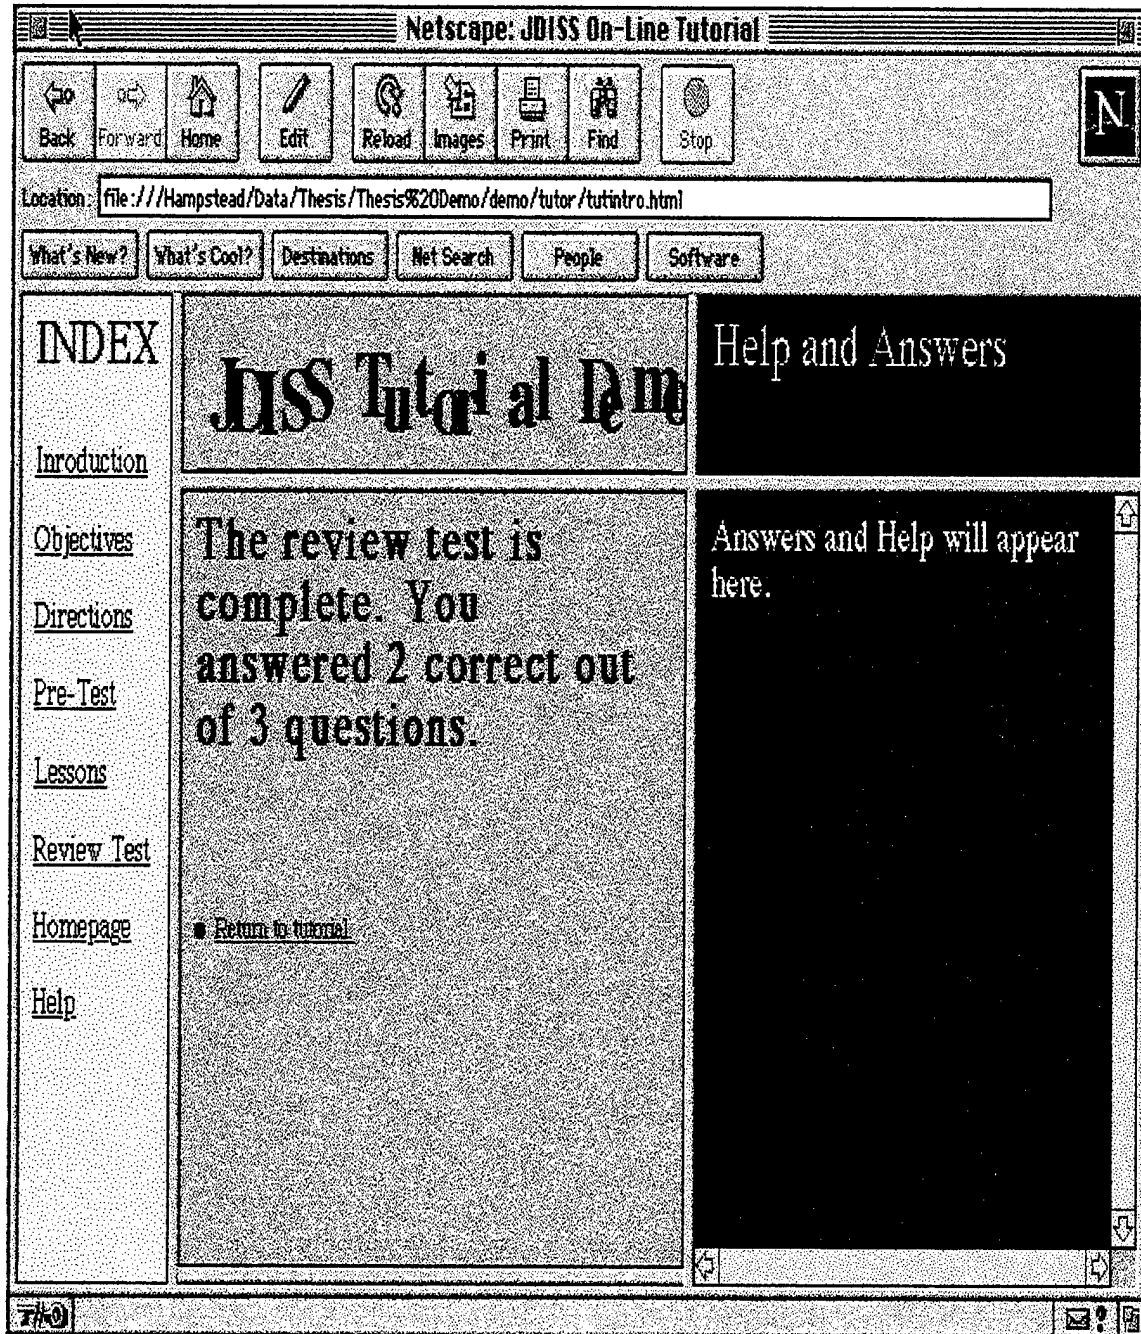 Netscape: JDISS On-Line Tutorial
Back Forward Home Edit Reload Images Print Find Stop
N
Location: file:///Hampstead/Data/Thesis/Thesis%20Demo/demo/tutor/tutintro.html
What's New? What's Cool? Destinations Net Search People Software
INDEX
Inroduction
Objectives
Directions
Pre-Test
Lessons
Review Test
Homepage
Help
JDISS Tutorial Demo
The review test is
complete. You
answered 2 correct out
of 3 questions.
Return to tutorial
Help and Answers
Answers and Help will appear
here.